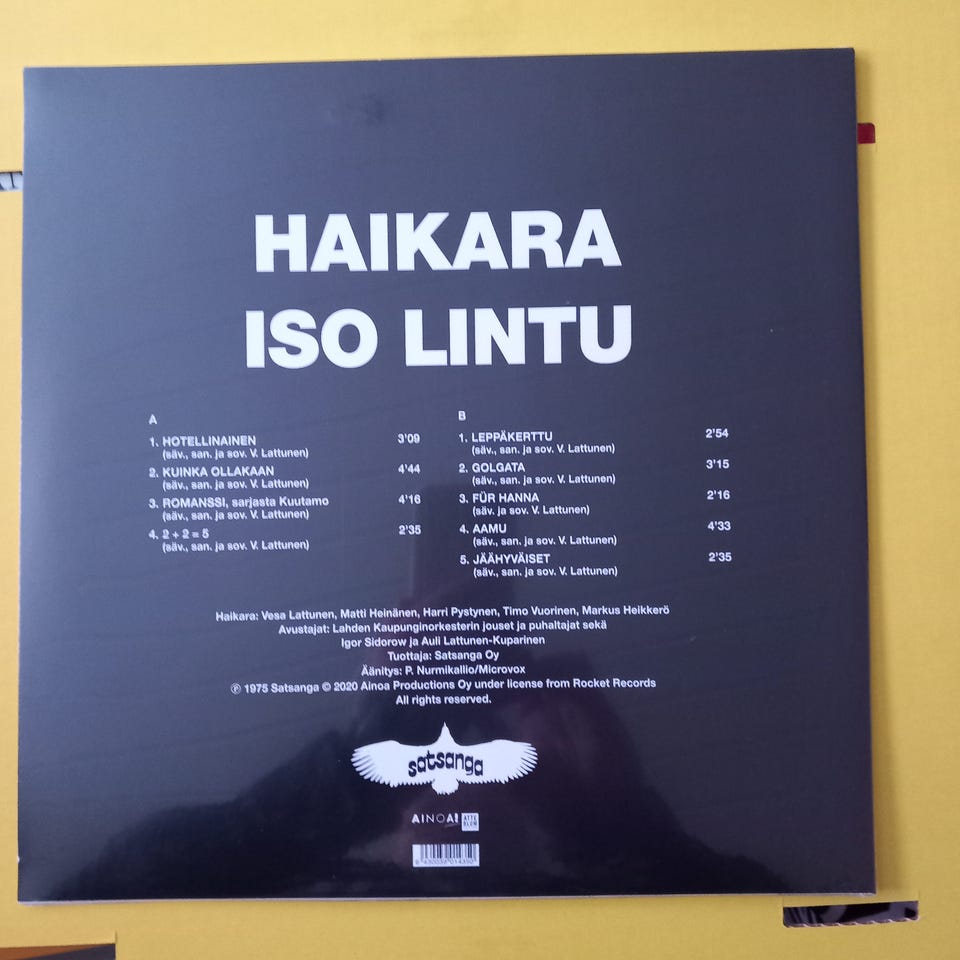 HAIKARA
ISO LINTU
A
1. HOTELLINAINEN 3'09
(säv., san. ja sov. V. Lattunen)
2. KUINKA OLLAKAAN 4'44
(säv., san. ja sov. V. Lattunen)
3. ROMANSSI, sarjasta Kuutamo 4'16
(säv., san. ja sov. V. Lattunen)
4. 2 + 2 = 5 2'35
(säv., san. ja sov. V. Lattunen)
B
1. LEPPÄKERTTU 2'54
(säv., san. ja sov. V. Lattunen)
2. GOLGATA 3'15
(säv., san. ja sov. V. Lattunen)
3. FÜR HANNA 2'16
(säv. ja sov. V. Lattunen)
4. AAMU 4'33
(säv., san. ja sov. V. Lattunen)
5. JÄÄHYVÄISET 2'35
(säv., san. ja sov. V. Lattunen)
Haikara: Vesa Lattunen, Matti Heinänen, Harri Pystynen, Timo Vuorinen, Markus Heikkerö
Avustajat: Lahden Kaupunginorkesterin jouset ja puhaltajat sekä
Igor Sidorow ja Auli Lattunen-Kuparinen
Tuottaja: Satsanga Oy
Äänitys: P. Nurmikallio/Microvox
℗ 1975 Satsanga © 2020 Ainoa Productions Oy under license from Rocket Records
All rights reserved.
satsanga
AINOA!
ATTE
BLOM